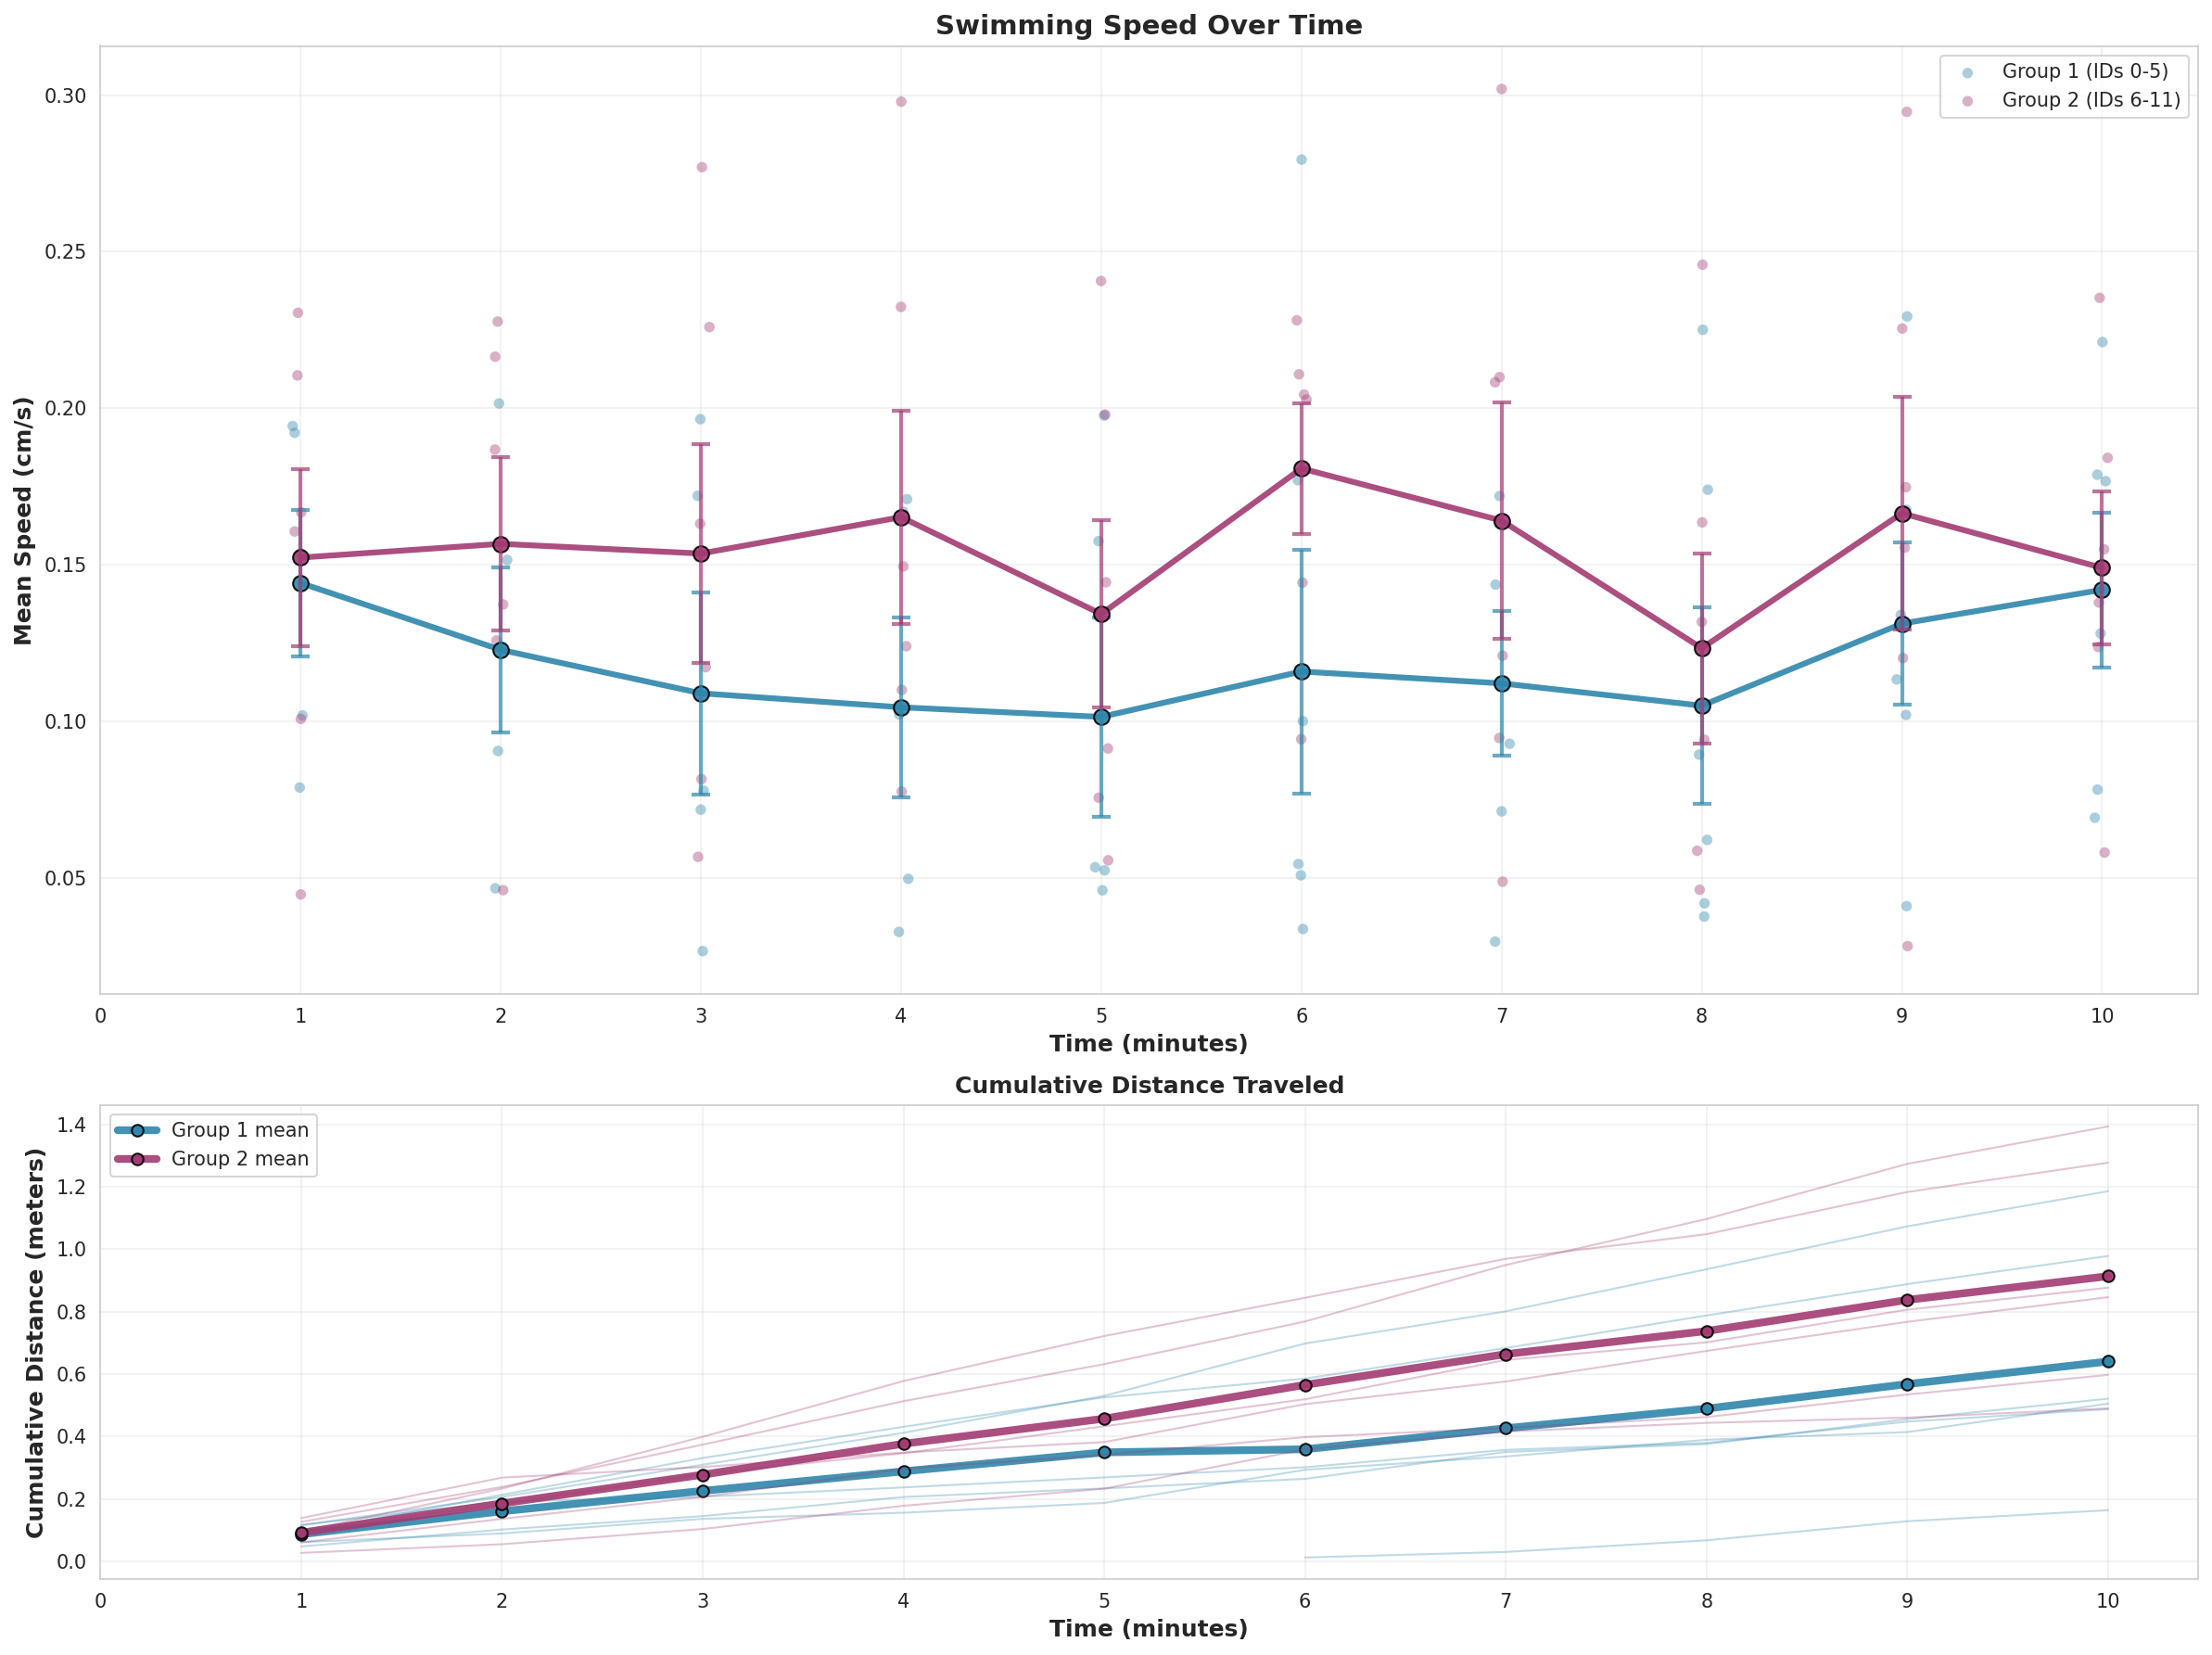 Swimming Speed Over Time
Mean Speed (cm/s)
0.30
0.25
0.20
0.15
0.10
0.05
Group 1 (IDs 0-5)
Group 2 (IDs 6-11)
0 1 2 3 4 5 6 7 8 9 10
Time (minutes)
Cumulative Distance Traveled
Cumulative Distance (meters)
1.4
1.2
1.0
0.8
0.6
0.4
0.2
0.0
Group 1 mean
Group 2 mean
0 1 2 3 4 5 6 7 8 9 10
Time (minutes)